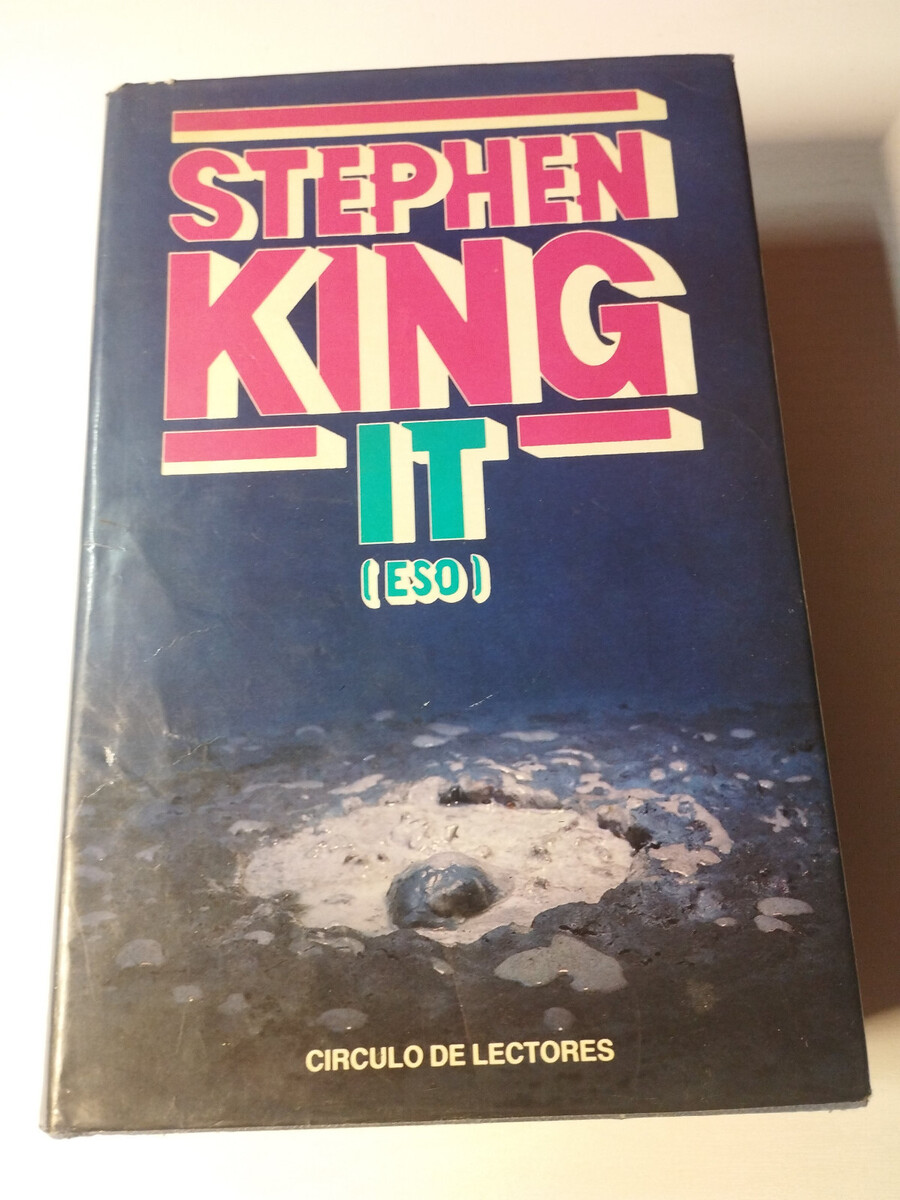 STEPHEN
KING
IT
(ESO)
CIRCULO DE LECTORES